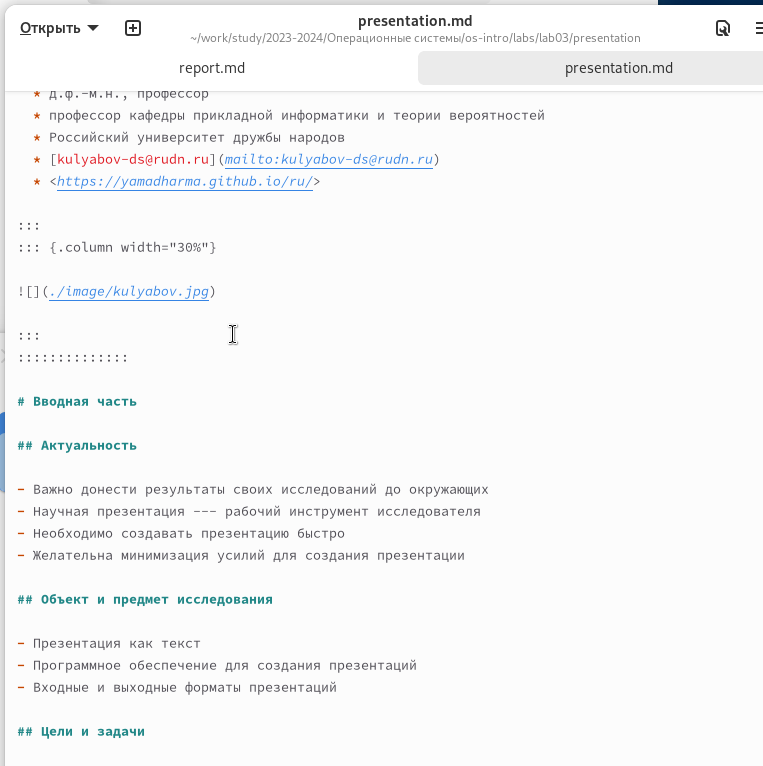 Открыть
presentation.md
~/work/study/2023-2024/Операционные системы/os-intro/labs/lab03/presentation
report.md
presentation.md
* д.ф.-м.н., профессор
* профессор кафедры прикладной информатики и теории вероятностей
* Российский университет дружбы народов
* [kulyabov-ds@rudn.ru](mailto:kulyabov-ds@rudn.ru)
* <https://yamadharma.github.io/ru/>
:::
::: {.column width="30%"}
![](./image/kulyabov.jpg)
:::
::::::::::::::
# Вводная часть
## Актуальность
- Важно донести результаты своих исследований до окружающих
- Научная презентация --- рабочий инструмент исследователя
- Необходимо создавать презентацию быстро
- Желательна минимизация усилий для создания презентации
## Объект и предмет исследования
- Презентация как текст
- Программное обеспечение для создания презентаций
- Входные и выходные форматы презентаций
## Цели и задачи